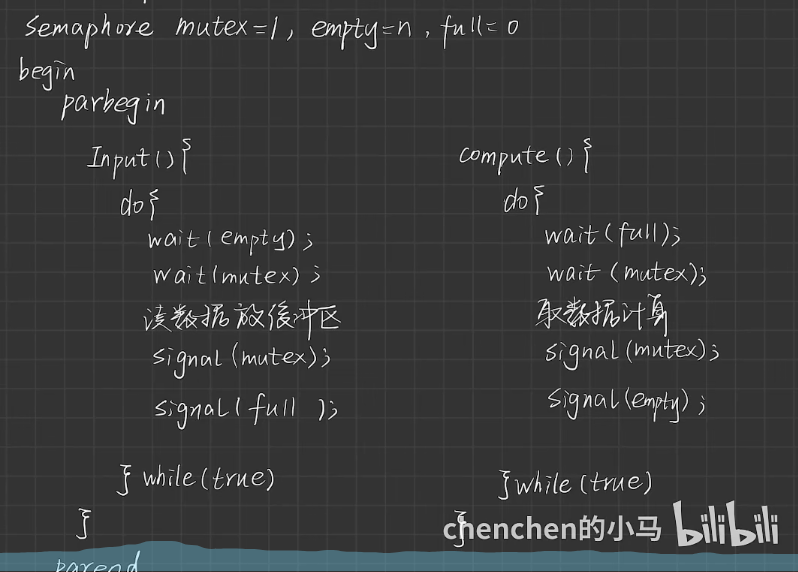 Semaphore mutex=1, empty=n, full=0
begin
parbegin
Input(){
do{
wait(empty);
wait(mutex);
读数据放缓冲区
signal(mutex);
signal(full);
}while(true)
}
Compute(){
do{
wait(full);
wait(mutex);
取数据计算
signal(mutex);
signal(empty);
}while(true)
}
chenchen的小马 bilibili
parend